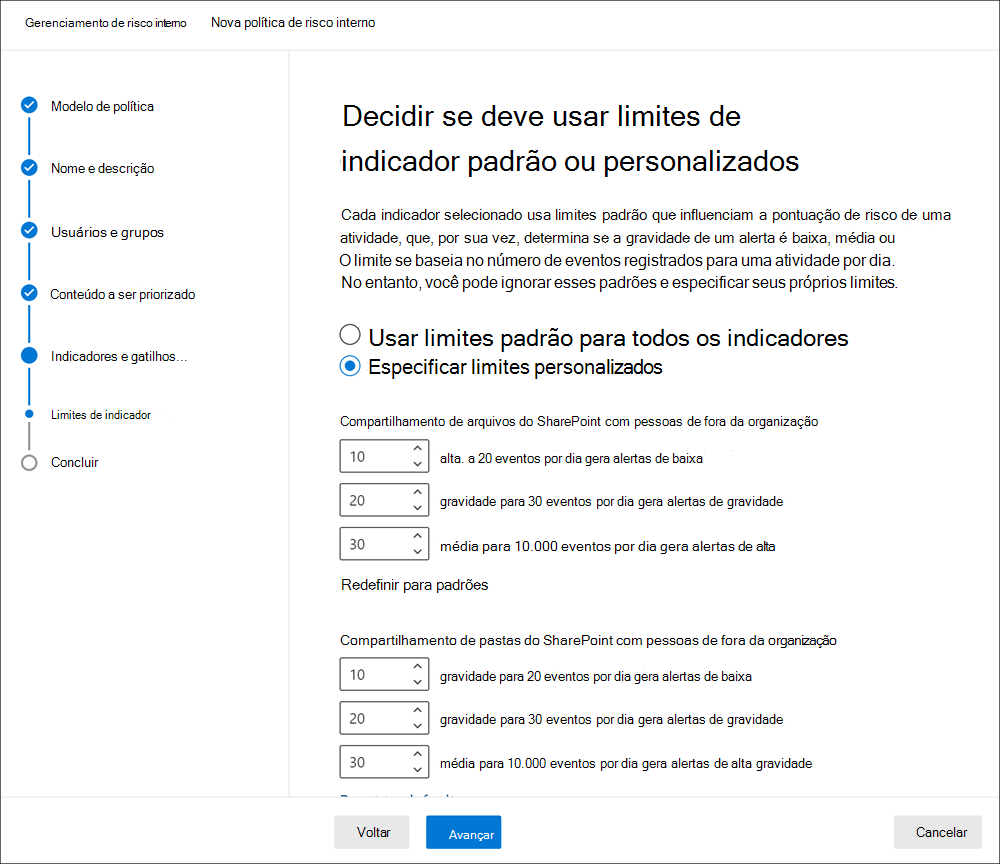 Gerenciamento de risco interno Nova política de risco interno
Modelo de política
Nome e descrição
Usuários e grupos
Conteúdo a ser priorizado
Indicadores e gatilhos...
Limites de indicador
Concluir
Decidir se deve usar limites de
indicador padrão ou personalizados
Cada indicador selecionado usa limites padrão que influenciam a pontuação de risco de uma
atividade, que, por sua vez, determina se a gravidade de um alerta é baixa, média ou
O limite se baseia no número de eventos registrados para uma atividade por dia.
No entanto, você pode ignorar esses padrões e especificar seus próprios limites.
Usar limites padrão para todos os indicadores
Especificar limites personalizados
Compartilhamento de arquivos do SharePoint com pessoas de fora da organização
10 alta. a 20 eventos por dia gera alertas de baixa
20 gravidade para 30 eventos por dia gera alertas de gravidade
30 média para 10.000 eventos por dia gera alertas de alta
Redefinir para padrões
Compartilhamento de pastas do SharePoint com pessoas de fora da organização
10 gravidade para 20 eventos por dia gera alertas de baixa
20 gravidade para 30 eventos por dia gera alertas de gravidade
30 média para 10.000 eventos por dia gera alertas de alta gravidade
Voltar Avançar Cancelar